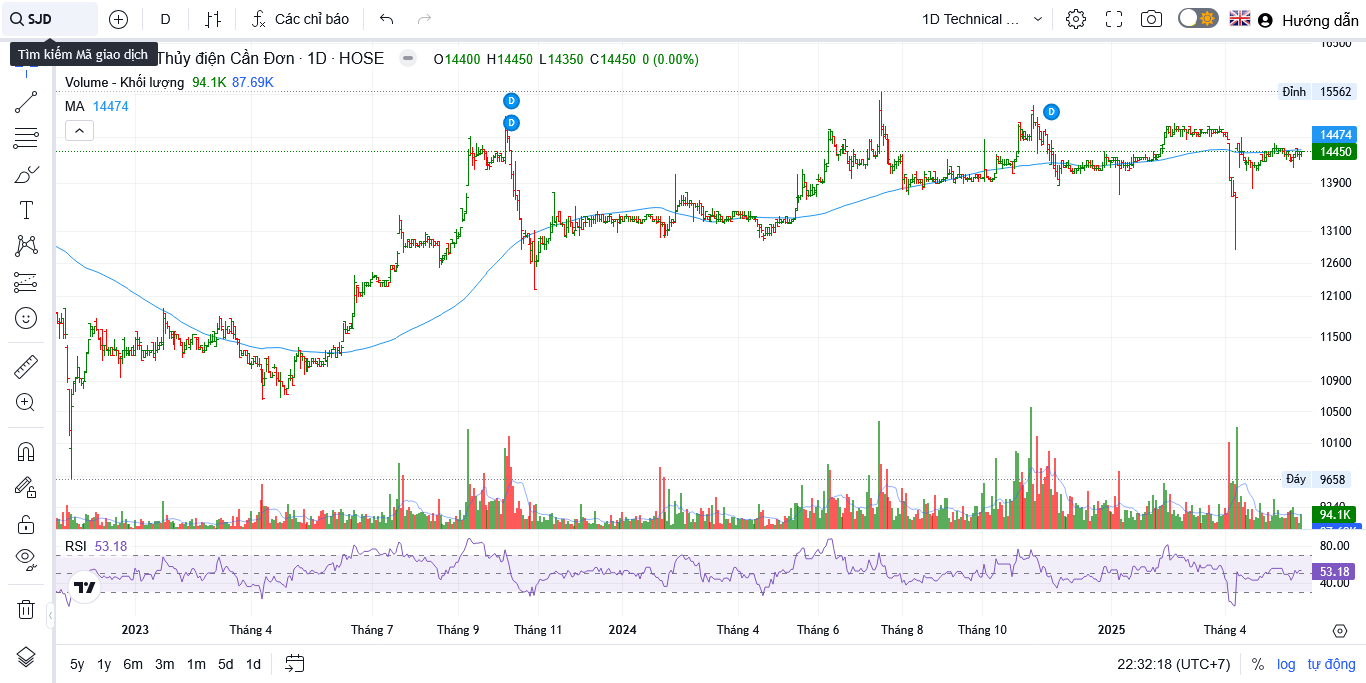 SJD
D
Các chỉ báo
1D Technical ...
Hướng dẫn
Tìm kiếm Mã giao dịch
Thủy điện Cần Đơn · 1D · HOSE
O14400 H14450 L14350 C14450 0 (0.00%)
Volume - Khối lượng 94.1K 87.69K
MA 14474
D
D
D
16500
Đỉnh 15562
14474
14450
13900
13100
12600
12100
11500
10900
10500
10100
Đáy 9658
94.1K
RSI 53.18
80.00
53.18
40.00
2023 Tháng 4 Tháng 7 Tháng 9 Tháng 11 2024 Tháng 4 Tháng 6 Tháng 8 Tháng 10 2025 Tháng 4
5y 1y 6m 3m 1m 5d 1d
22:32:18 (UTC+7) % log tự động